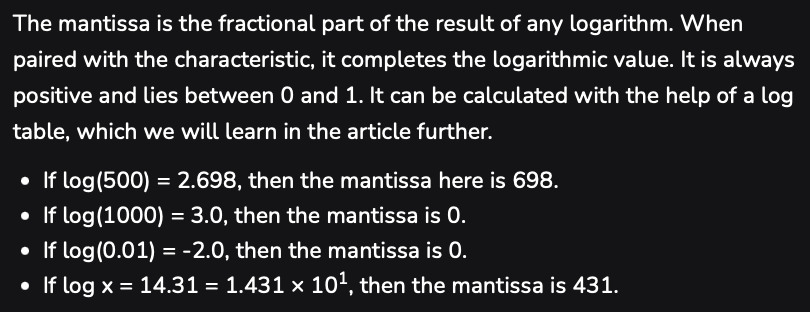 The mantissa is the fractional part of the result of any logarithm. When
paired with the characteristic, it completes the logarithmic value. It is always
positive and lies between 0 and 1. It can be calculated with the help of a log
table, which we will learn in the article further.
• If log(500) = 2.698, then the mantissa here is 698.
• If log(1000) = 3.0, then the mantissa is 0.
• If log(0.01) = -2.0, then the mantissa is 0.
• If log x = 14.31 = 1.431 × 10¹, then the mantissa is 431.